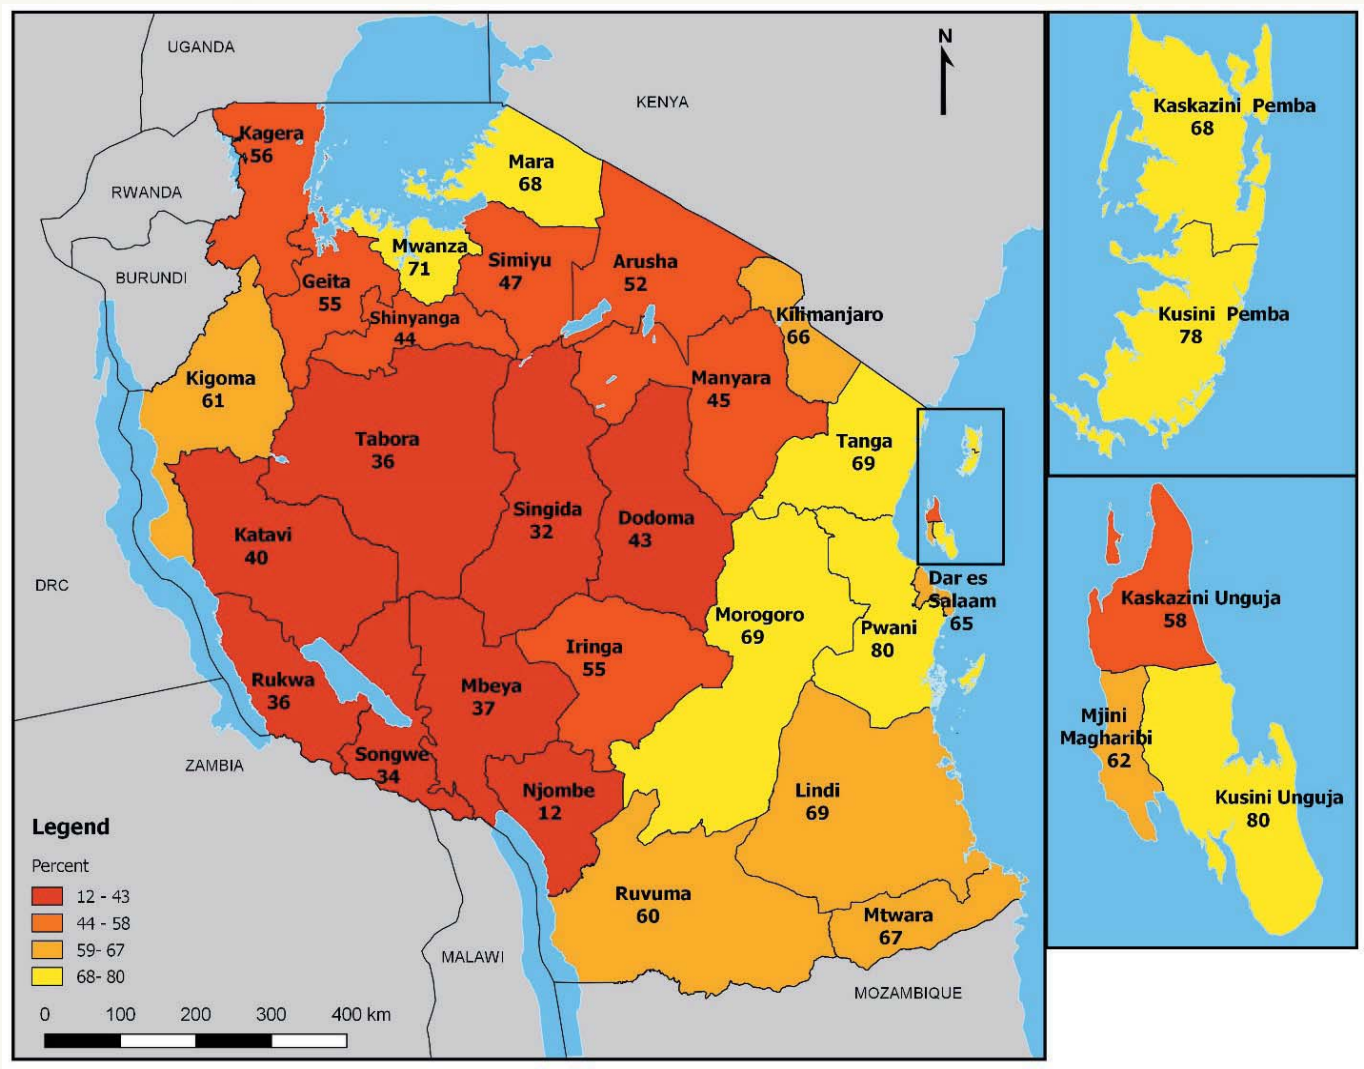 UGANDA
KENYA
RWANDA
BURUNDI
DRC
ZAMBIA
MALAWI
MOZAMBIQUE
N
Kagera
56
Mara
68
Mwanza
71
Simiyu
47
Arusha
52
Geita
55
Shinyanga
44
Kilimanjaro
66
Kigoma
61
Manyara
45
Tabora
36
Tanga
69
Singida
32
Dodoma
43
Katavi
40
Dar es
Salaam
65
Morogoro
69
Pwani
80
Iringa
55
Rukwa
36
Mbeya
37
Songwe
34
Njombe
12
Lindi
69
Ruvuma
60
Mtwara
67
Legend
Percent
12 - 43
44 - 58
59- 67
68- 80
0 100 200 300 400 km
Kaskazini Pemba
68
Kusini Pemba
78
Kaskazini Unguja
58
Mjini
Magharibi
62
Kusini Unguja
80